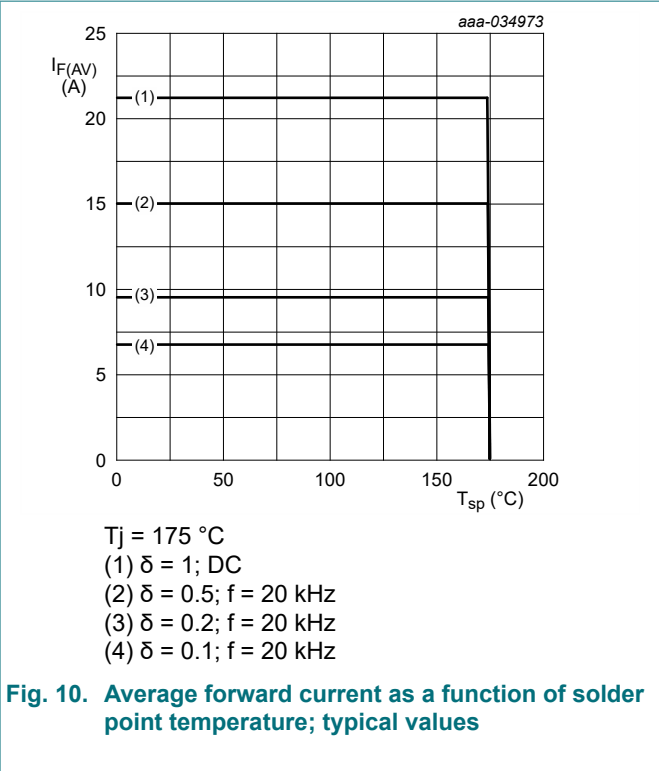 aaa-034973
25
I_F(AV)
(A)
(1)
20
15
(2)
10
(3)
(4)
5
0
0 50 100 150 200
T_sp (°C)
Tj = 175 °C
(1) δ = 1; DC
(2) δ = 0.5; f = 20 kHz
(3) δ = 0.2; f = 20 kHz
(4) δ = 0.1; f = 20 kHz
Fig. 10. Average forward current as a function of solder
point temperature; typical values